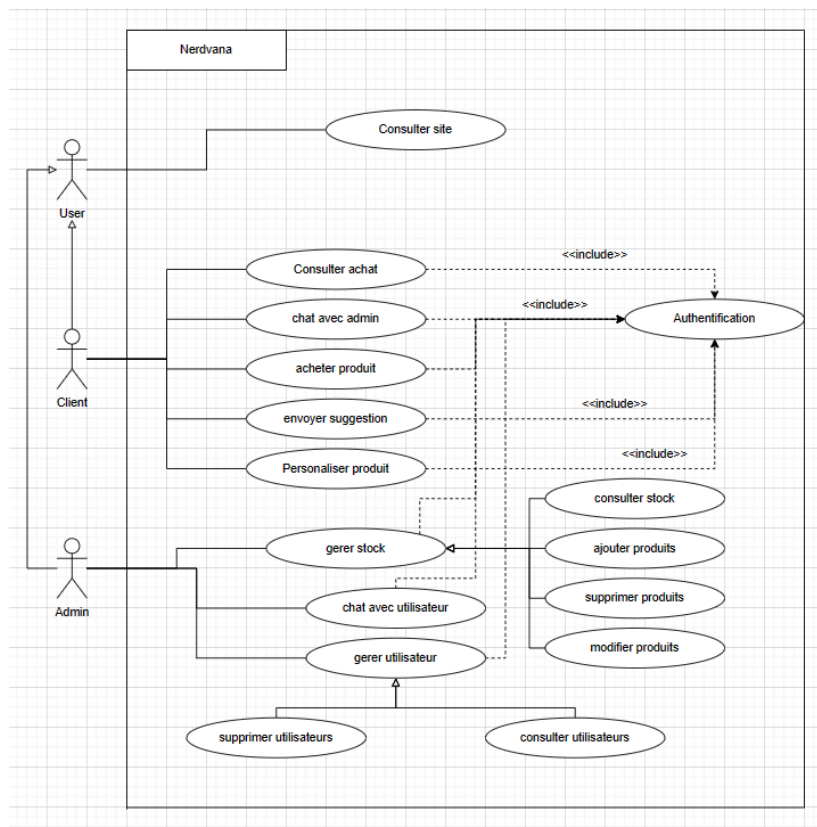 Nerdvana
Consulter site
User
<<include>>
Consulter achat
<<include>>
chat avec admin
Authentification
acheter produit
Client
<<include>>
envoyer suggestion
<<include>>
Personaliser produit
consulter stock
gerer stock
ajouter produits
Admin
chat avec utilisateur
supprimer produits
gerer utilisateur
modifier produits
supprimer utilisateurs
consulter utilisateurs